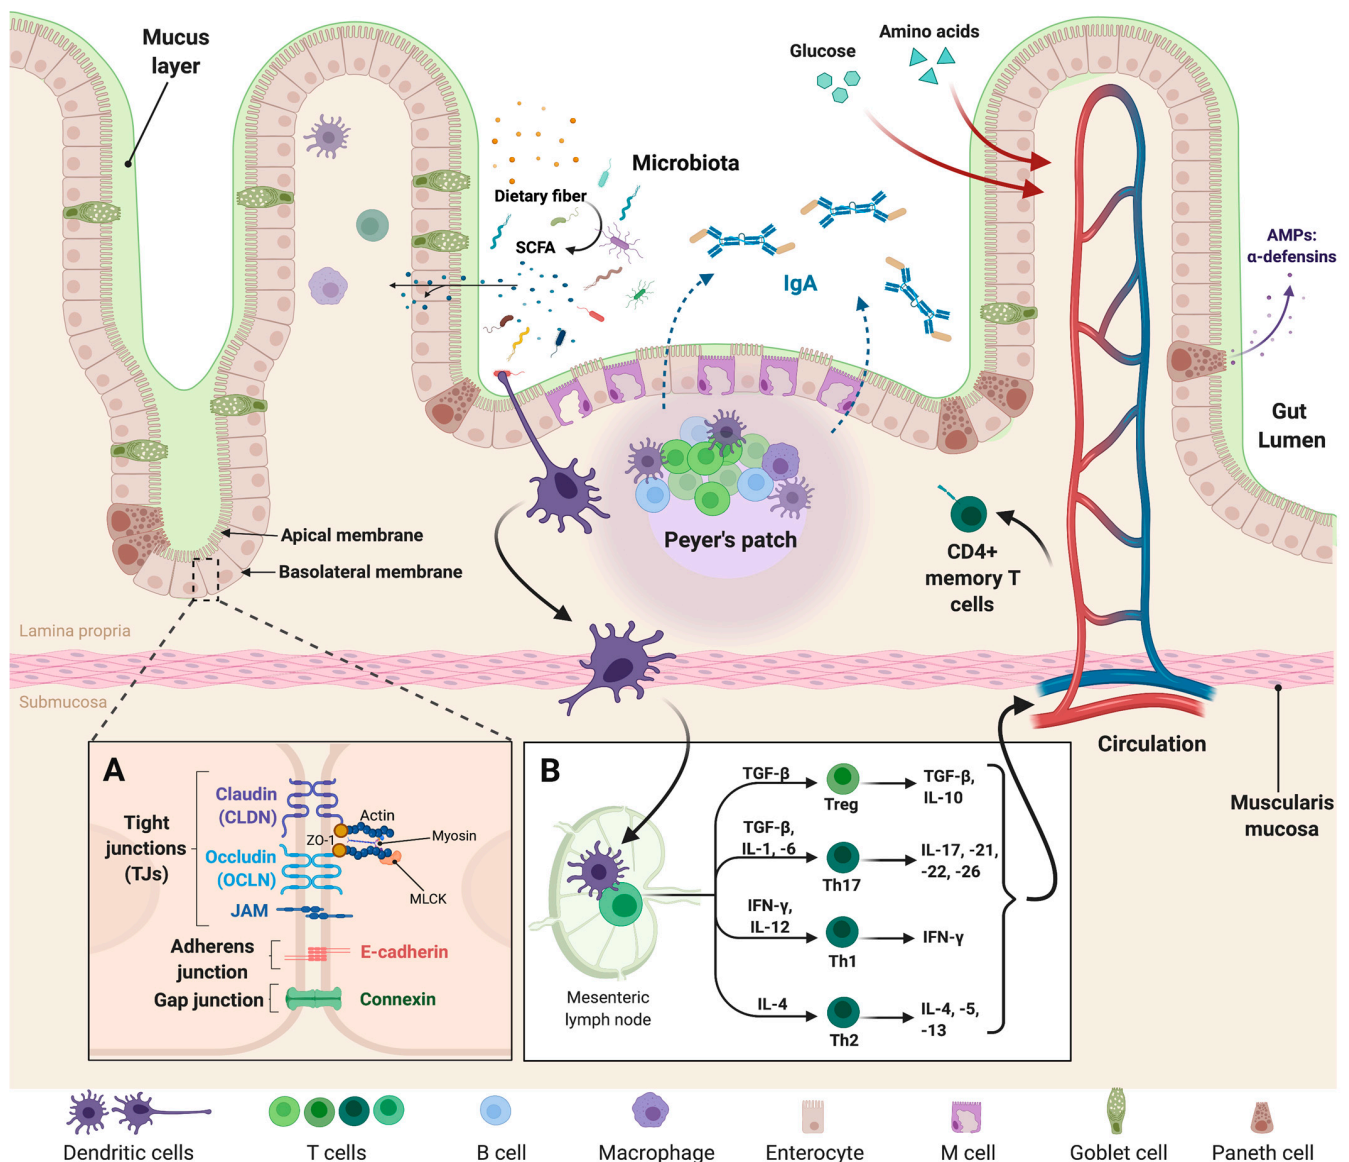 Mucus
layer
Glucose
Amino acids
Microbiota
Dietary fiber
SCFA
IgA
AMPs:
α-defensins
Gut
Lumen
Peyer's patch
CD4+
memory T
cells
Apical membrane
Basolateral membrane
Lamina propria
Submucosa
Circulation
Muscularis
mucosa
A
Tight
junctions
(TJs)
Claudin
(CLDN)
Actin
ZO-1
Myosin
Occludin
(OCLN)
MLCK
JAM
Adherens
junction
E-cadherin
Gap junction
Connexin
B
Mesenteric
lymph node
TGF-β
Treg
TGF-β,
IL-10
TGF-β,
IL-1, -6
Th17
IL-17, -21,
-22, -26
IFN-γ,
IL-12
Th1
IFN-γ
IL-4
Th2
IL-4, -5,
-13
Dendritic cells
T cells
B cell
Macrophage
Enterocyte
M cell
Goblet cell
Paneth cell